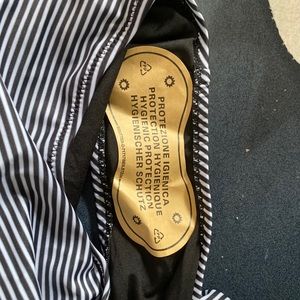 PROTEZIONE IGIENICA
PROTECTION HYGIENIQUE
HYGIENIC PROTECTION
HYGIENISCHER SCHUTZ